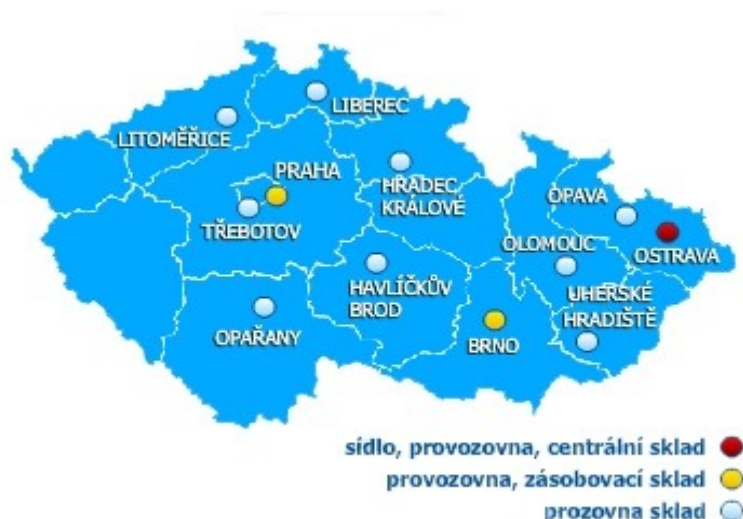 LIBEREC
LITOMĚŘICE
PRAHA
HRADEC
KRÁLOVÉ
OPAVA
TŘEBOTOV
OLOMOUC
OSTRAVA
HAVLÍČKŮV
BROD
UHERSKÉ
HRADIŠTĚ
OPAŘANY
BRNO
sídlo, provozovna, centrální sklad
provozovna, zásobovací sklad
prozovna sklad